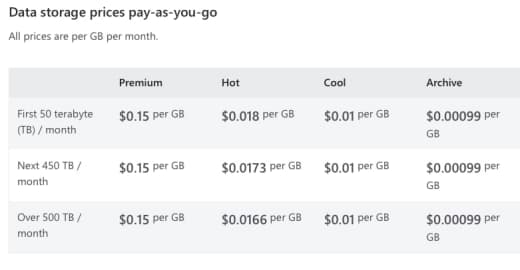 Data storage prices pay-as-you-go
All prices are per GB per month.
Premium Hot Cool Archive
First 50 terabyte (TB) / month $0.15 per GB $0.018 per GB $0.01 per GB $0.00099 per GB
Next 450 TB / month $0.15 per GB $0.0173 per GB $0.01 per GB $0.00099 per GB
Over 500 TB / month $0.15 per GB $0.0166 per GB $0.01 per GB $0.00099 per GB